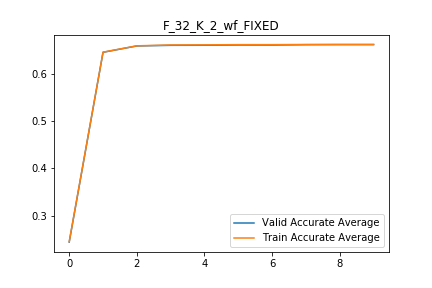 F_32_K_2_wf_FIXED
0.6
0.5
0.4
0.3
Valid Accurate Average
Train Accurate Average
0 2 4 6 8